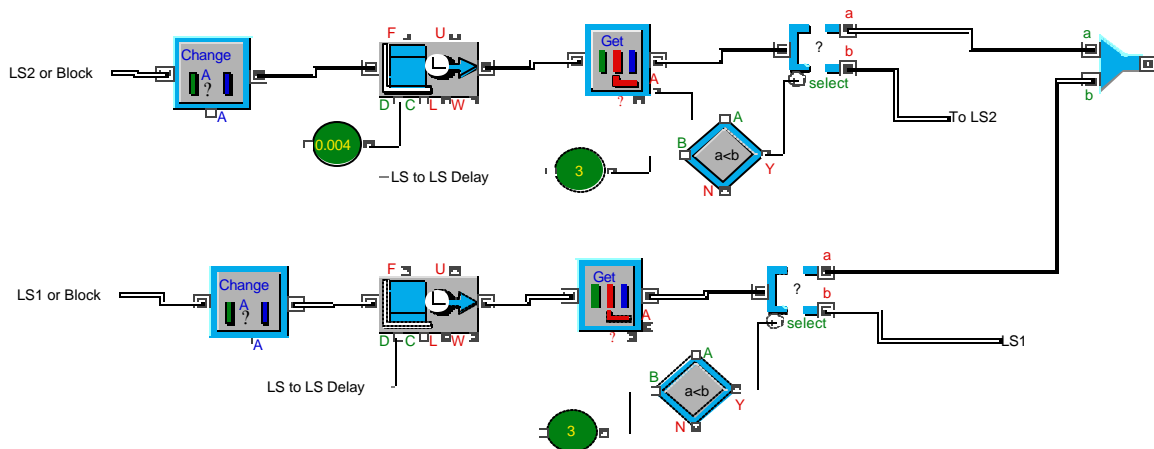 F U
Get
a
?
b
select
a
b
Change
A
?
A
LS2 or Block
D C L W
A
?
0.004
LS to LS Delay
3
A
B
a<b
Y
N
To LS2
F U
Get
a
?
b
select
Change
A
?
A
LS1 or Block
D C L W
A
?
LS1
LS to LS Delay
A
B
a<b
Y
N
3